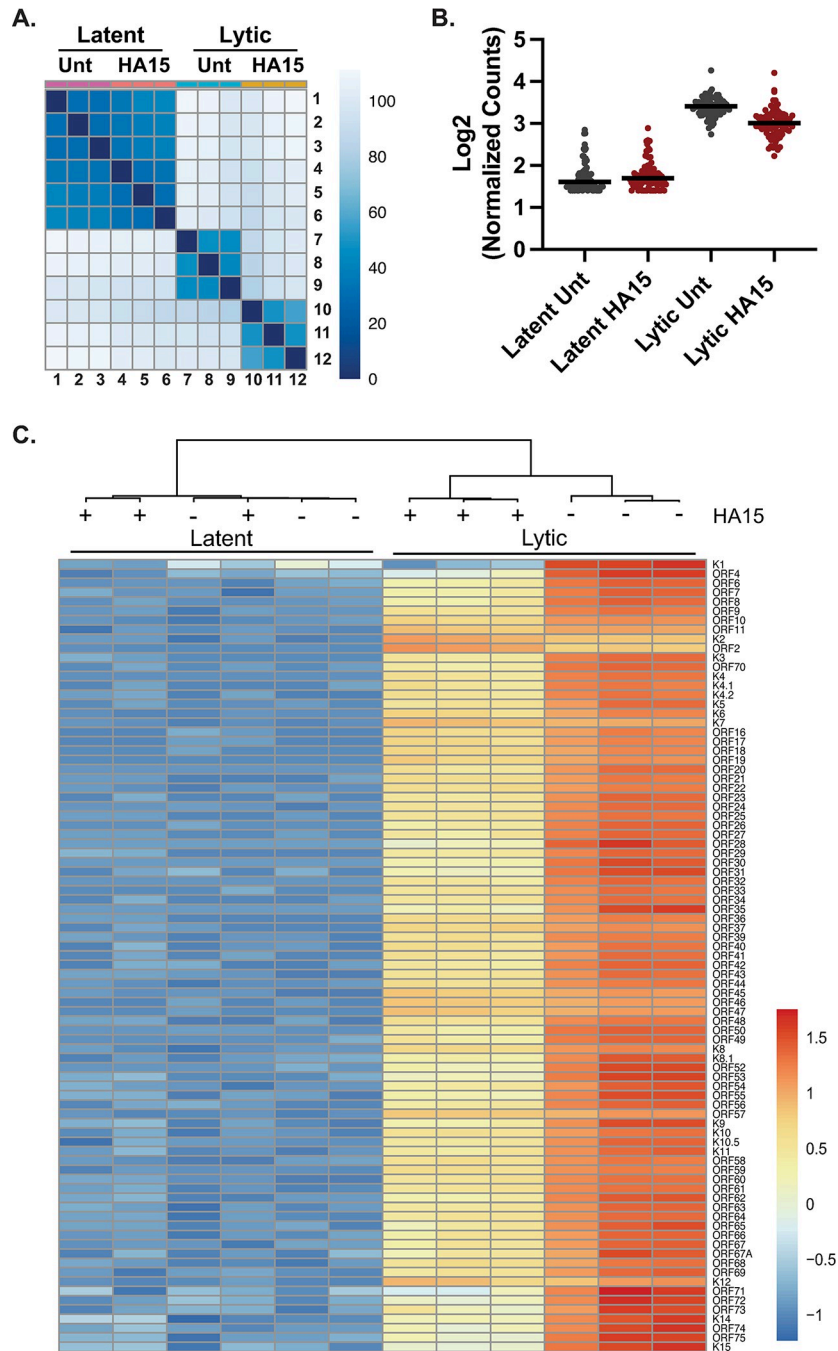 A.
Latent Lytic
Unt HA15 Unt HA15
1
2
3
4
5
6
7
8
9
10
11
12
1 2 3 4 5 6 7 8 9 10 11 12
100
80
60
40
20
0
B.
Log2
(Normalized Counts)
5
4
3
2
1
0
Latent Unt
Latent HA15
Lytic Unt
Lytic HA15
C.
+ + - + - - + + + - - - HA15
Latent Lytic
K1
ORF4
ORF6
ORF7
ORF8
ORF9
ORF10
ORF11
K2
ORF2
K3
ORF70
K4
K4.1
K4.2
K5
K6
K7
ORF16
ORF17
ORF18
ORF19
ORF20
ORF21
ORF22
ORF23
ORF24
ORF25
ORF26
ORF27
ORF28
ORF29
ORF30
ORF31
ORF32
ORF33
ORF34
ORF35
ORF36
ORF37
ORF39
ORF40
ORF41
ORF42
ORF43
ORF44
ORF45
ORF46
ORF47
ORF48
ORF50
ORF49
K8
K8.1
ORF52
ORF53
ORF54
ORF55
ORF56
ORF57
K9
K10
K10.5
K11
ORF58
ORF59
ORF60
ORF61
ORF62
ORF63
ORF64
ORF65
ORF66
ORF67
ORF67A
ORF68
ORF69
K12
ORF71
ORF72
ORF73
K14
ORF74
ORF75
K15
1.5
1
0.5
0
−0.5
−1